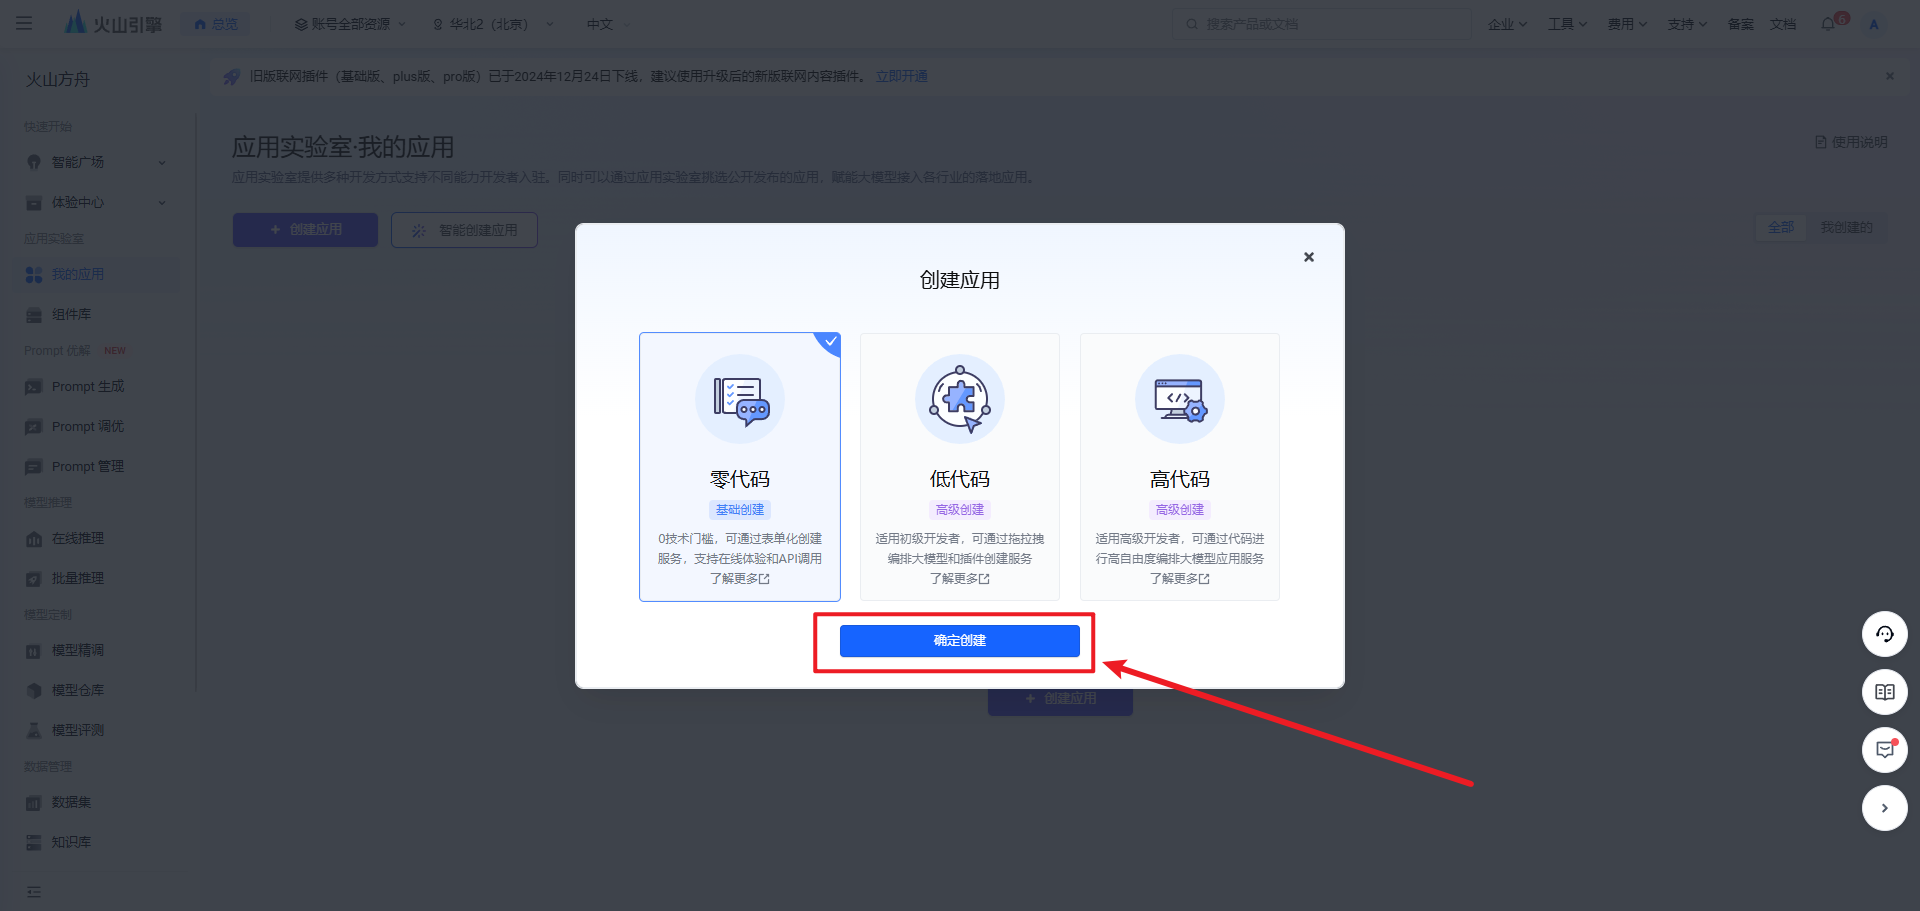 火山引擎
总览
账号全部资源
华北2（北京）
中文
搜索产品或文档
企业
工具
费用
支持
备案
文档
6
A
火山方舟
旧版联网插件（基础版、plus版、pro版）已于2024年12月24日下线，建议使用升级后的新版联网内容插件。 立即开通
快速开始
智能广场
体验中心
应用实验室
我的应用
组件库
Prompt 优解 NEW
Prompt 生成
Prompt 调优
Prompt 管理
模型推理
在线推理
批量推理
模型定制
模型精调
模型仓库
模型评测
数据管理
数据集
知识库
应用实验室·我的应用
使用说明
应用实验室提供多种开发方式支持不同能力开发者入驻。同时可以通过应用实验室挑选公开发布的应用，赋能大模型接入各行业的落地应用。
+ 创建应用
智能创建应用
全部
我创建的
创建应用
零代码
基础创建
0技术门槛，可通过表单化创建
服务，支持在线体验和API调用
了解更多
低代码
高级创建
适用初级开发者，可通过拖拉拽
编排大模型和插件创建服务
了解更多
高代码
高级创建
适用高级开发者，可通过代码进
行高自由度编排大模型应用服务
了解更多
确定创建
+ 创建应用